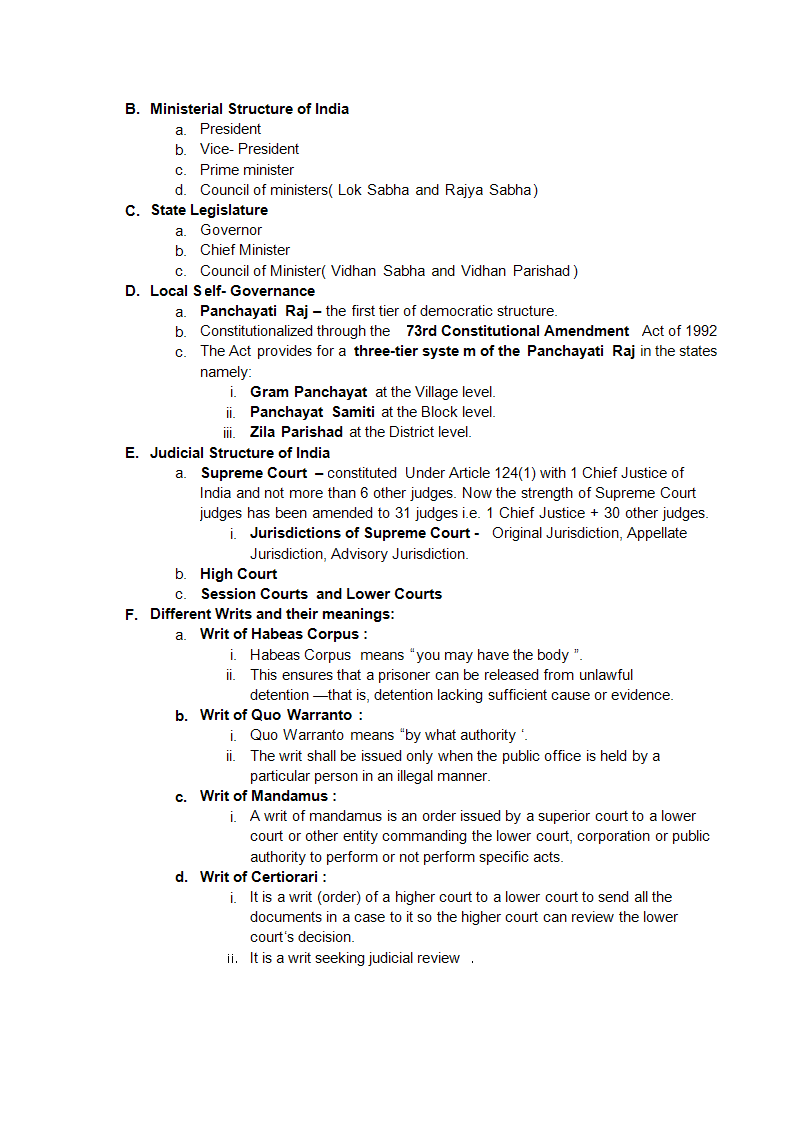 B. Ministerial Structure of India
a. President
b. Vice- President
c. Prime minister
d. Council of ministers( Lok Sabha and Rajya Sabha)
C. State Legislature
a. Governor
b. Chief Minister
c. Council of Minister( Vidhan Sabha and Vidhan Parishad )
D. Local Self- Governance
a. Panchayati Raj – the first tier of democratic structure.
b. Constitutionalized through the 73rd Constitutional Amendment Act of 1992
c. The Act provides for a three-tier syste m of the Panchayati Raj in the states
namely:
i. Gram Panchayat at the Village level.
ii. Panchayat Samiti at the Block level.
iii. Zila Parishad at the District level.
E. Judicial Structure of India
a. Supreme Court – constituted Under Article 124(1) with 1 Chief Justice of
India and not more than 6 other judges. Now the strength of Supreme Court
judges has been amended to 31 judges i.e. 1 Chief Justice + 30 other judges.
i. Jurisdictions of Supreme Court - Original Jurisdiction, Appellate
Jurisdiction, Advisory Jurisdiction.
b. High Court
c. Session Courts and Lower Courts
F. Different Writs and their meanings:
a. Writ of Habeas Corpus :
i. Habeas Corpus means “you may have the body ”.
ii. This ensures that a prisoner can be released from unlawful
detention —that is, detention lacking sufficient cause or evidence.
b. Writ of Quo Warranto :
i. Quo Warranto means “by what authority ‘.
ii. The writ shall be issued only when the public office is held by a
particular person in an illegal manner.
c. Writ of Mandamus :
i. A writ of mandamus is an order issued by a superior court to a lower
court or other entity commanding the lower court, corporation or public
authority to perform or not perform specific acts.
d. Writ of Certiorari :
i. It is a writ (order) of a higher court to a lower court to send all the
documents in a case to it so the higher court can review the lower
court‘s decision.
ii. It is a writ seeking judicial review .